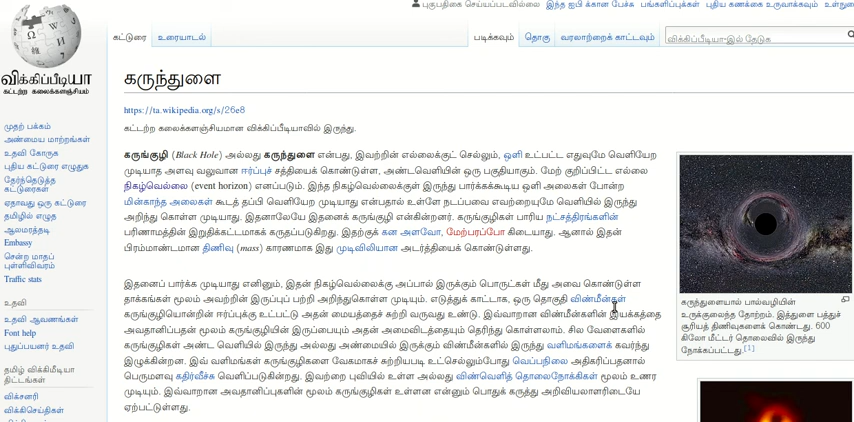 புகுபதிகை செய்யப்படவில்லை இந்த ஐபி க்கான பேச்சு பங்களிப்புக்கள் புதிய கணக்கை உருவாக்கவும்
கட்டுரை உரையாடல் படிக்கவும் தொகு வரலாற்றைக் காட்டவும் விக்கிப்பீடியா-இல் தேடுக
விக்கிப்பீடியா
கட்டற்ற கலைக்களஞ்சியம்
முதற் பக்கம்
அண்மைய மாற்றங்கள்
உதவி கோருக
புதிய கட்டுரை எழுதுக
தேர்ந்தெடுத்த
கட்டுரைகள்
ஏதாவது ஒரு கட்டுரை
தமிழில் எழுத
ஆலமரத்தடி
Embassy
சென்ற மாதப்
புள்ளிவிவரம்
Traffic stats
உதவி
உதவி ஆவணங்கள்
Font help
புதுப்பயனர் உதவி
தமிழ் விக்கிமீடியா
திட்டங்கள்
விக்சனரி
விக்கிசெய்திகள்
கருந்துளை
https://ta.wikipedia.org/s/26e8
கட்டற்ற கலைக்களஞ்சியமான விக்கிப்பீடியாவில் இருந்து.
கருங்குழி (Black Hole) அல்லது கருந்துளை என்பது, இவற்றின் எல்லைக்குட் செல்லும், ஒளி உட்பட்ட எதுவுமே வெளியேற
முடியாத அளவு வலுவான ஈர்ப்புச் சத்தியைக் கொண்டுள்ள, அண்டவெளியின் ஒரு பகுதியாகும். மேற் குறிப்பிட்ட எல்லை
நிகழ்வெல்லை (event horizon) எனப்படும். இந்த நிகழ்வெல்லைக்குள் இருந்து பார்க்கக்கூடிய ஒளி அலைகள் போன்ற
மின்காந்த அலைகள் கூடத் தப்பி வெளியேற முடியாது என்பதால் உள்ளே நடப்பவை எவற்றையுமே வெளியில் இருந்து
அறிந்து கொள்ள முடியாது. இதனாலேயே இதனைக் கருங்குழி என்கின்றனர். கருங்குழிகள் பாரிய நட்சத்திரங்களின்
பரிணாமத்தின் இறுதிக்கட்டமாகக் கருதப்படுகிறது. இதற்குக் கன அளவோ, மேற்பரப்போ கிடையாது. ஆனால் இதன்
பிரம்மாண்டமான திணிவு (mass) காரணமாக இது முடிவிலியான அடர்த்தியைக் கொண்டுள்ளது.
இதனைப் பார்க்க முடியாது எனினும், இதன் நிகழ்வெல்லைக்கு அப்பால் இருக்கும் பொருட்கள் மீது அவை கொண்டுள்ள
தாக்கங்கள் மூலம் அவற்றின் இருப்புப் பற்றி அறிந்துகொள்ள முடியும். எடுத்துக் காட்டாக, ஒரு தொகுதி விண்மீன்கள்
கருங்குழியொன்றின் ஈர்ப்புக்கு உட்பட்டு அதன் மையத்தைச் சுற்றி வருவது உண்டு. இவ்வாறான விண்மீன்களின் இயக்கத்தை
அவதானிப்பதன் மூலம் கருங்குழியின் இருப்பையும் அதன் அமைவிடத்தையும் தெரிந்து கொள்ளலாம். சில வேளைகளில்
கருங்குழிகள் அண்ட வெளியில் இருந்து அல்லது அண்மையில் இருக்கும் விண்மீன்களில் இருந்து வளிமங்களைக் கவர்ந்து
இழுக்கின்றன. இவ் வளிமங்கள் கருங்குழிகளை வேகமாகச் சுற்றியபடி உட்செல்லும்போது வெப்பநிலை அதிகரிப்பதனால்
பெருமளவு கதிர்வீச்சு வெளிப்படுகின்றது. இவற்றை புவியில் உள்ள அல்லது விண்வெளித் தொலைநோக்கிகள் மூலம் உணர
முடியும். இவ்வாறான அவதானிப்புகளின் மூலம் கருங்குழிகள் உள்ளன என்னும் பொதுக் கருத்து அறிவியலாளரிடையே
ஏற்பட்டுள்ளது.
கருந்துளையால் பால்வழியின்
உருக்குலைந்த தோற்றம். இத்துளை பத்துச்
சூரியத் திணிவுகளைக் கொண்டது. 600
கிலோ மீட்டர் தொலைவில் இருந்து
நோக்கப்பட்டது.[1]